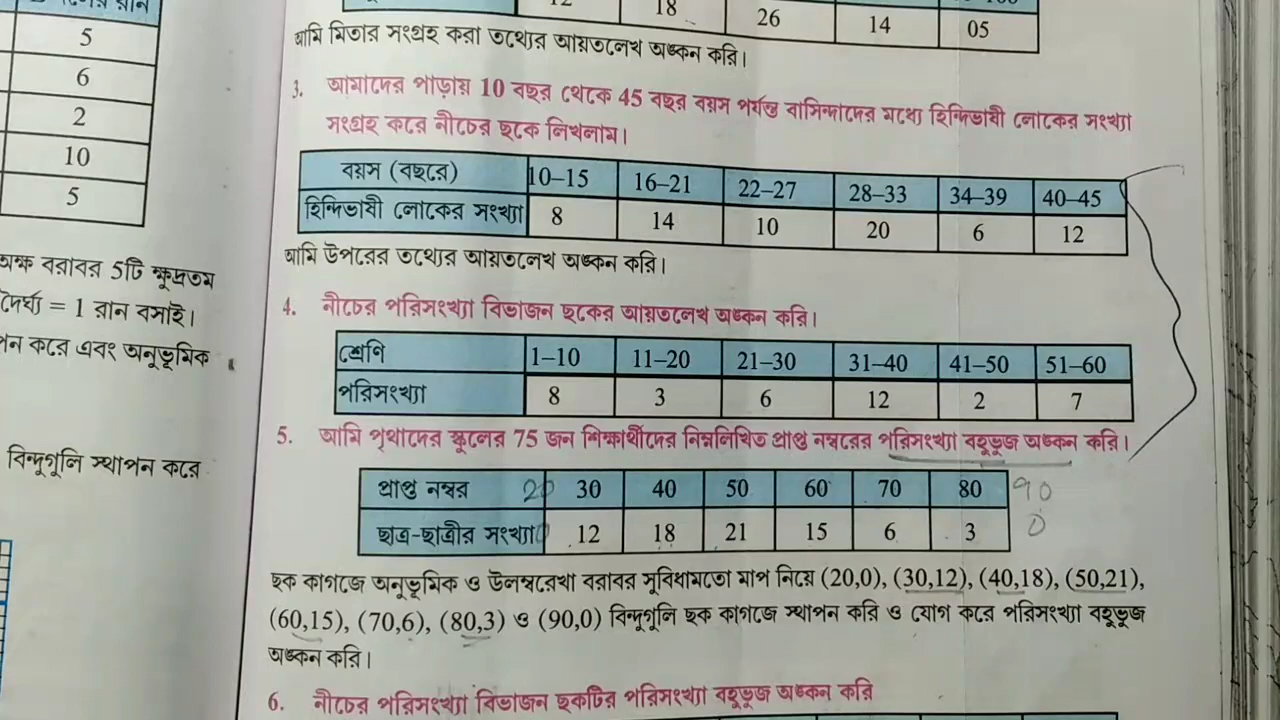 5
6
2
10
5
অক্ষ বরাবর 5টি ক্ষুদ্রতম
দৈর্ঘ্য = 1 রান বসাই।
করে এবং অনুভূমিক
বিন্দুগুলি স্থাপন করে
18 26 14 05
আমি মিতার সংগ্রহ করা তথ্যের আয়তলেখ অঙ্কন করি।
3. আমাদের পাড়ায় 10 বছর থেকে 45 বছর বয়স পর্যন্ত বাসিন্দাদের মধ্যে হিন্দিভাষী লোকের সংখ্যা
সংগ্রহ করে নীচের ছকে লিখলাম।
বয়স (বছরে) 10–15 16–21 22–27 28–33 34–39 40–45
হিন্দিভাষী লোকের সংখ্যা 8 14 10 20 6 12
আমি উপরের তথ্যের আয়তলেখ অঙ্কন করি।
4. নীচের পরিসংখ্যা বিভাজন ছকের আয়তলেখ অঙ্কন করি।
শ্রেণি 1–10 11–20 21–30 31–40 41–50 51–60
পরিসংখ্যা 8 3 6 12 2 7
5. আমি পৃথাদের স্কুলের 75 জন শিক্ষার্থীদের নিম্নলিখিত প্রাপ্ত নম্বরের পরিসংখ্যা বহুভুজ অঙ্কন করি।
প্রাপ্ত নম্বর 20 30 40 50 60 70 80 90
ছাত্র-ছাত্রীর সংখ্যা 0 12 18 21 15 6 3 0
ছক কাগজে অনুভূমিক ও উলম্বরেখা বরাবর সুবিধামতো মাপ নিয়ে (20,0), (30,12), (40,18), (50,21),
(60,15), (70,6), (80,3) ও (90,0) বিন্দুগুলি ছক কাগজে স্থাপন করি ও যোগ করে পরিসংখ্যা বহুভুজ
অঙ্কন করি।
6. নীচের পরিসংখ্যা বিভাজন ছকটির পরিসংখ্যা বহুভুজ অঙ্কন করি